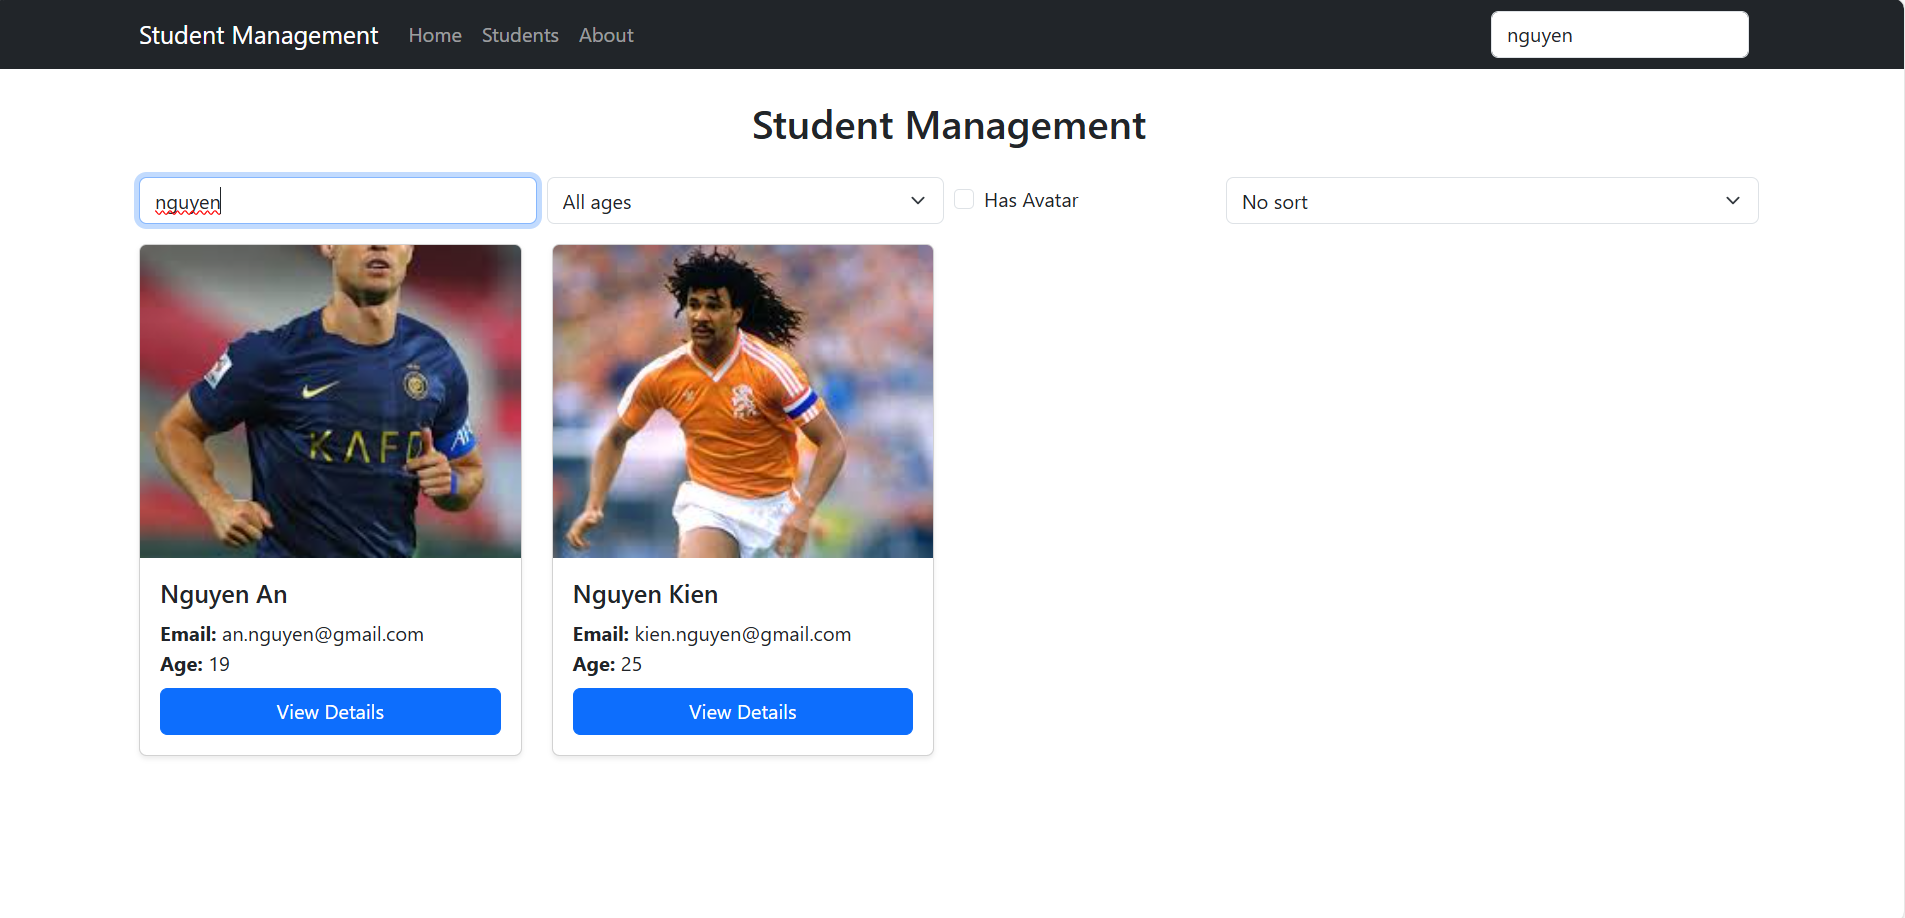 Student Management Home Students About nguyen
Student Management
nguyen All ages Has Avatar No sort
KAFD
Nguyen An
Email: an.nguyen@gmail.com
Age: 19
View Details
Nguyen Kien
Email: kien.nguyen@gmail.com
Age: 25
View Details